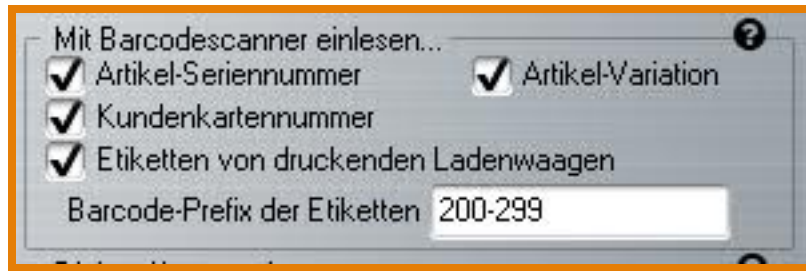 Mit Barcodescanner einlesen...
Artikel-Seriennummer Artikel-Variation
Kundenkartennummer
Etiketten von druckenden Ladenwaagen
Barcode-Prefix der Etiketten 200-299